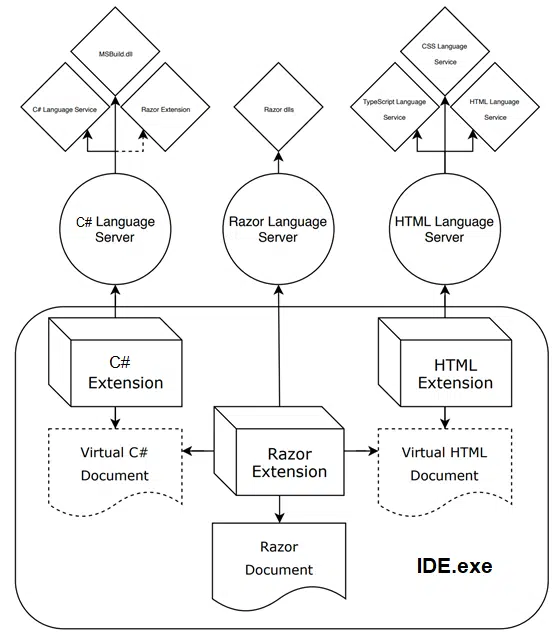 MSBuild.dll
C# Language Service
Razor Extension
Razor dlls
CSS Language
Service
TypeScript Language
Service
HTML Language
Service
C# Language
Server
Razor Language
Server
HTML Language
Server
C#
Extension
HTML
Extension
Virtual C#
Document
Razor
Extension
Virtual HTML
Document
Razor
Document
IDE.exe